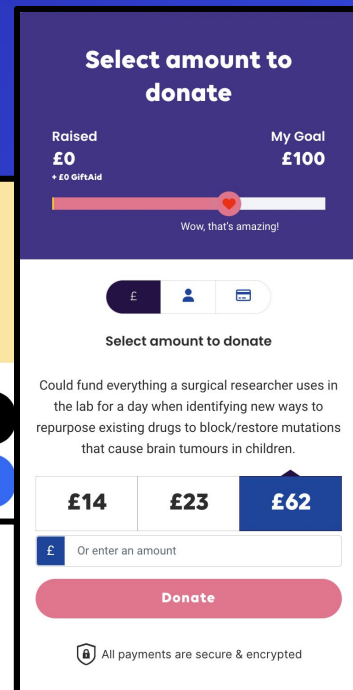 Select amount to
donate
Raised
My Goal
£0
£100
+ £0 GiftAid
Wow, that's amazing!
£
Select amount to donate
Could fund everything a surgical researcher uses in
the lab for a day when identifying new ways to
repurpose existing drugs to block/restore mutations
that cause brain tumours in children.
£14
£23
£62
£ Or enter an amount
Donate
All payments are secure & encrypted